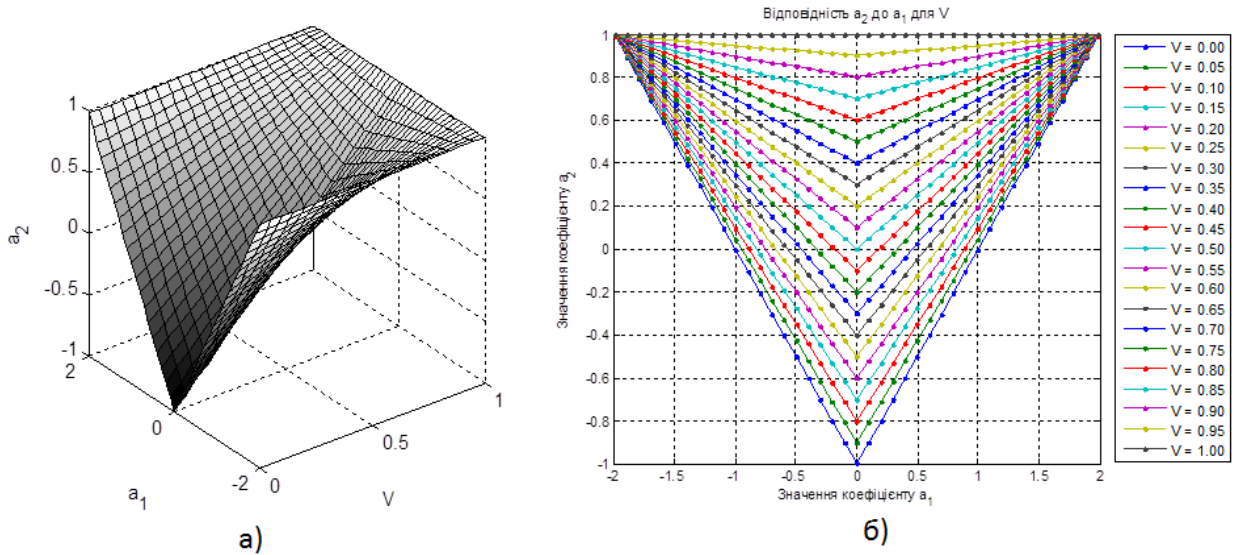 1
0.5
0
-0.5
-1
a2
2
0
-2
a1
0
0.5
1
V
а)
Відповідність a2 до a1 для V
Значення коефіцієнту a2
1
0.8
0.6
0.4
0.2
0
-0.2
-0.4
-0.6
-0.8
-1
-2
-1.5
-1
-0.5
0
0.5
1
1.5
2
Значення коефіцієнту a1
б)
V = 0.00
V = 0.05
V = 0.10
V = 0.15
V = 0.20
V = 0.25
V = 0.30
V = 0.35
V = 0.40
V = 0.45
V = 0.50
V = 0.55
V = 0.60
V = 0.65
V = 0.70
V = 0.75
V = 0.80
V = 0.85
V = 0.90
V = 0.95
V = 1.00